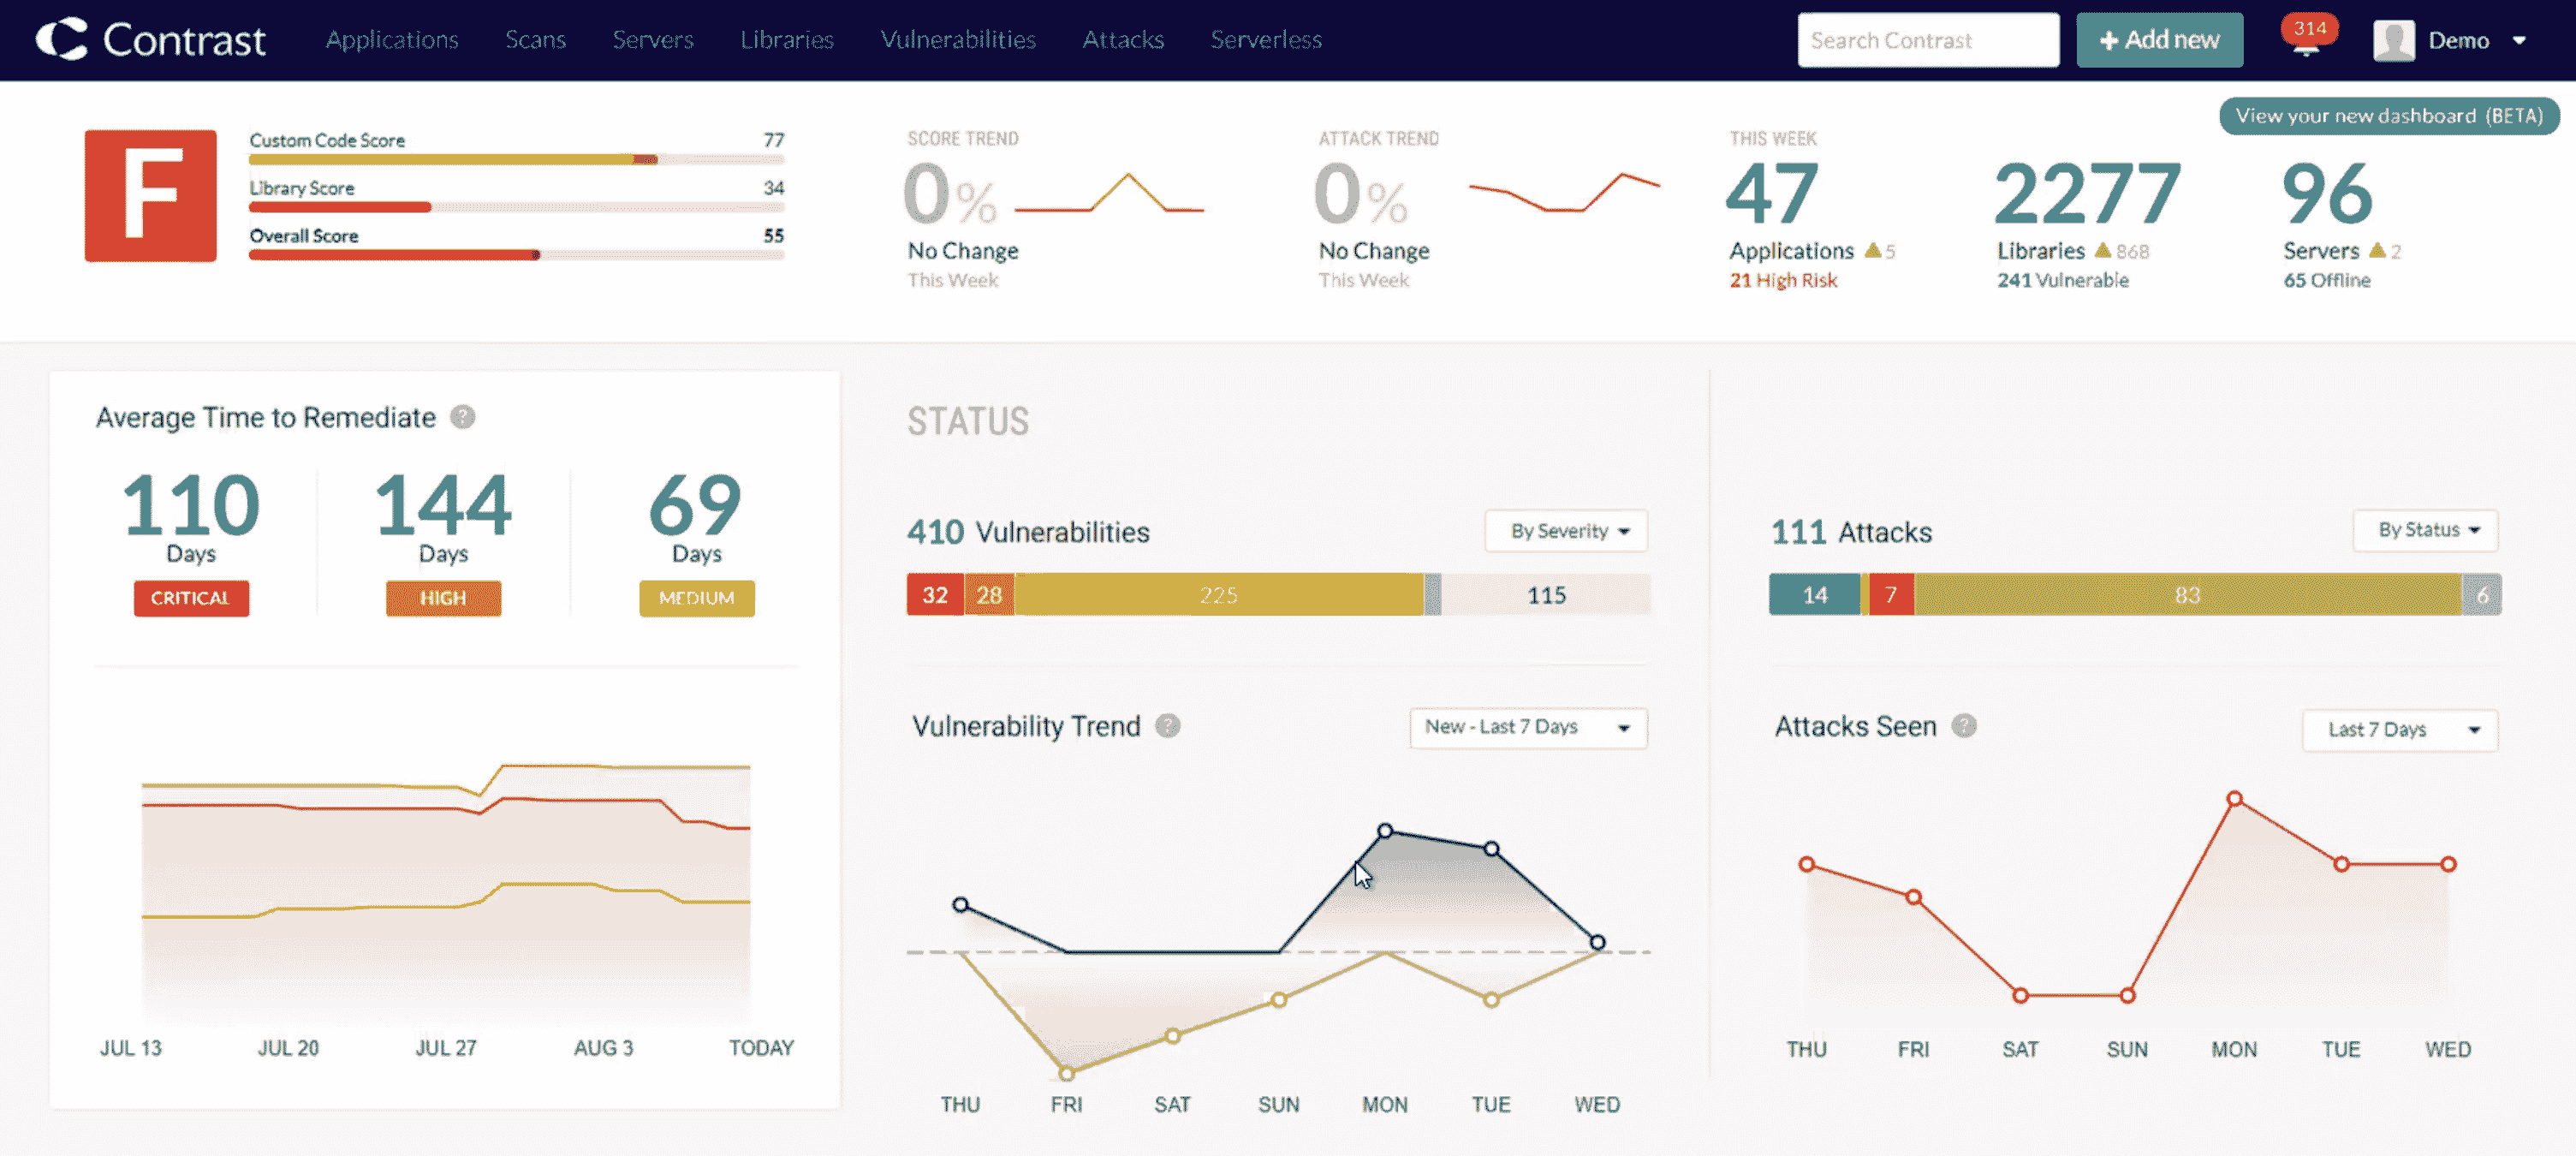 Contrast Applications Scans Servers Libraries Vulnerabilities Attacks Serverless Search Contrast + Add new 314 Demo
View your new dashboard (BETA)
F
Custom Code Score 77
Library Score 34
Overall Score 55
SCORE TREND
0%
No Change
This Week
ATTACK TREND
0%
No Change
This Week
THIS WEEK
47
Applications 5
21 High Risk
2277
Libraries 868
241 Vulnerable
96
Servers 2
65 Offline
Average Time to Remediate ?
110 144 69
Days Days Days
CRITICAL HIGH MEDIUM
JUL 13 JUL 20 JUL 27 AUG 3 TODAY
STATUS
410 Vulnerabilities By Severity
32 28 225 115
Vulnerability Trend ? New - Last 7 Days
THU FRI SAT SUN MON TUE WED
111 Attacks By Status
14 7 83 6
Attacks Seen ? Last 7 Days
THU FRI SAT SUN MON TUE WED